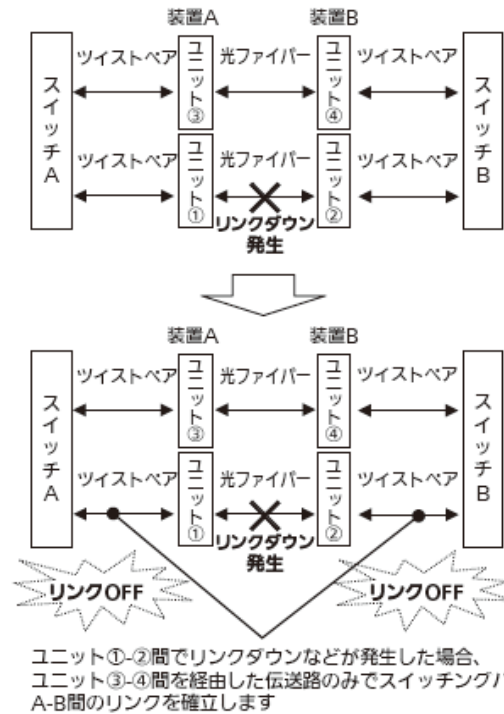 装置A
装置B
スイッチA
ツイストペア
ユニット③
光ファイバー
ユニット④
ツイストペア
スイッチB
ツイストペア
ユニット①
光ファイバー
ユニット②
ツイストペア
リンクダウン
発生
装置A
装置B
スイッチA
ツイストペア
ユニット③
光ファイバー
ユニット④
ツイストペア
スイッチB
ツイストペア
ユニット①
光ファイバー
ユニット②
ツイストペア
リンクダウン
発生
リンクOFF
リンクOFF
ユニット①-②間でリンクダウンなどが発生した場合、
ユニット③-④間を経由した伝送路のみでスイッチング
A-B間のリンクを確立します